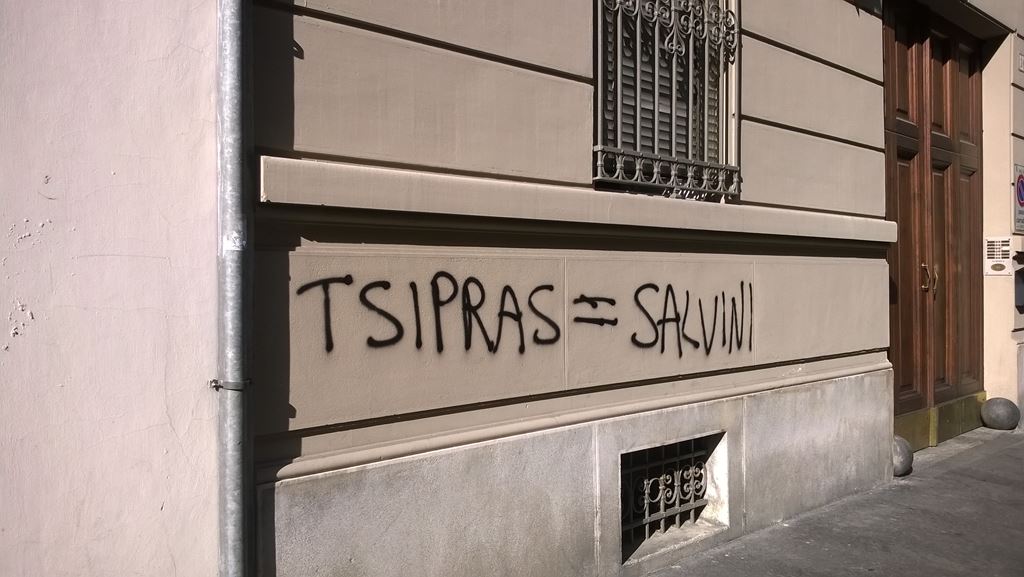 TSIPRAS = SALVINI